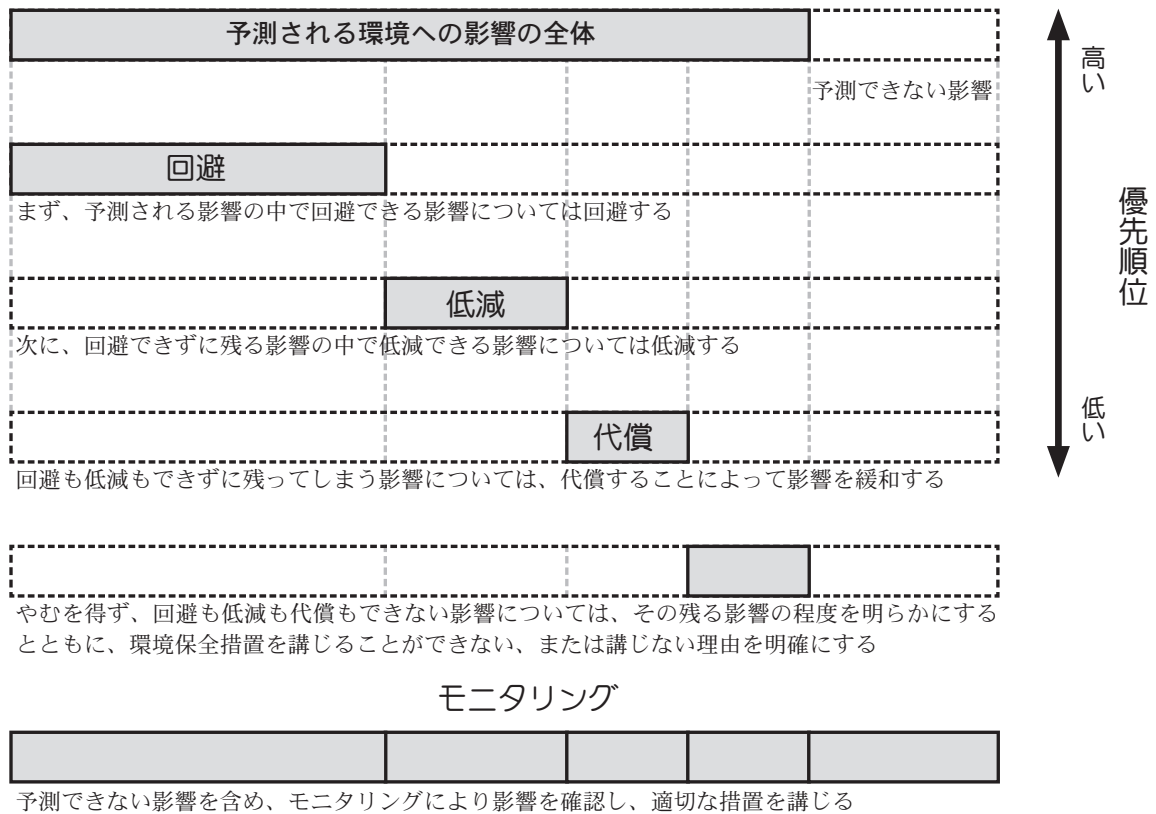 予測される環境への影響の全体
予測できない影響
高い
回避
まず、予測される影響の中で回避できる影響については回避する
優先順位
低減
次に、回避できずに残る影響の中で低減できる影響については低減する
低い
代償
回避も低減もできずに残ってしまう影響については、代償することによって影響を緩和する
やむを得ず、回避も低減も代償もできない影響については、その残る影響の程度を明らかにする
とともに、環境保全措置を講じることができない、または講じない理由を明確にする
モニタリング
予測できない影響を含め、モニタリングにより影響を確認し、適切な措置を講じる